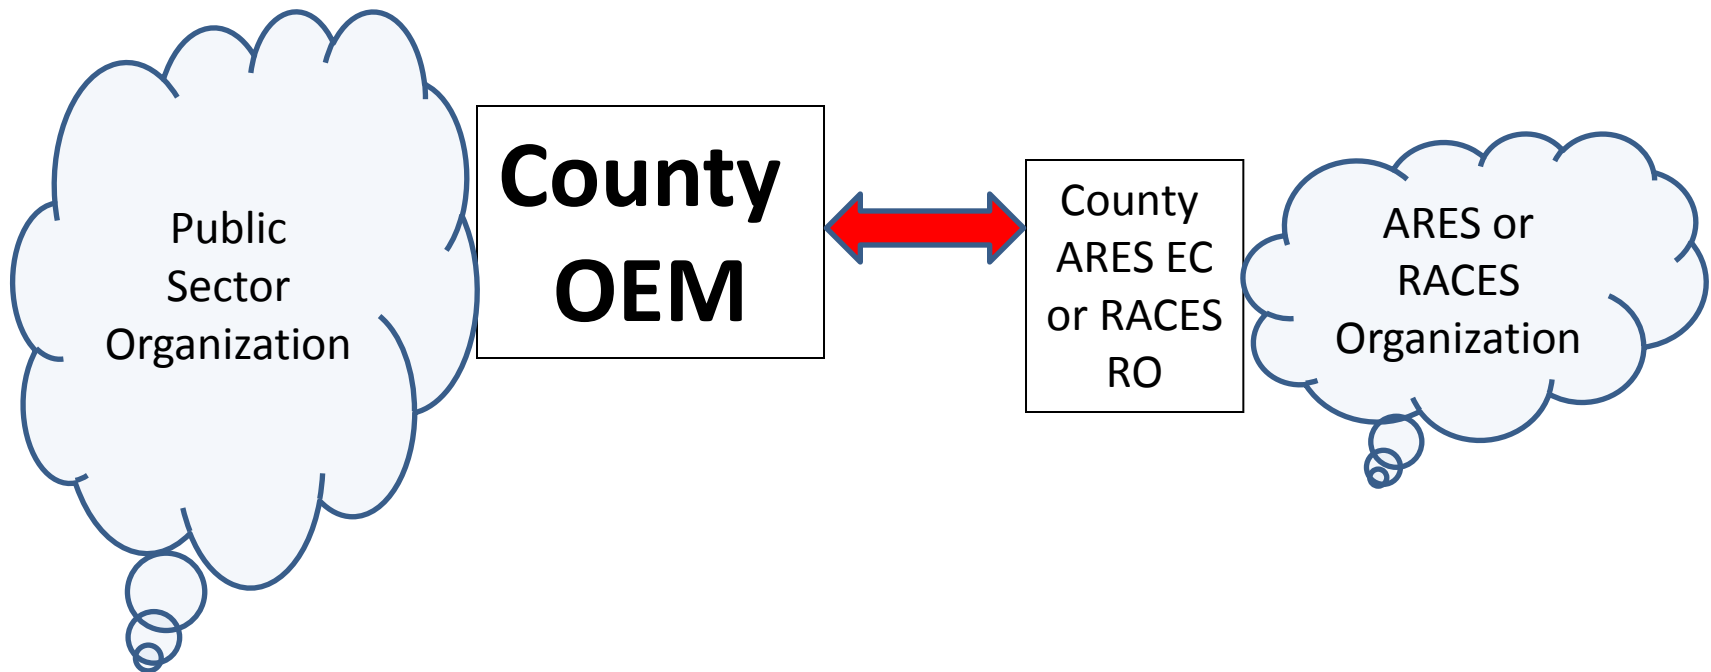 Public
Sector
Organization
County
OEM
County
ARES EC
or RACES
RO
ARES or
RACES
Organization